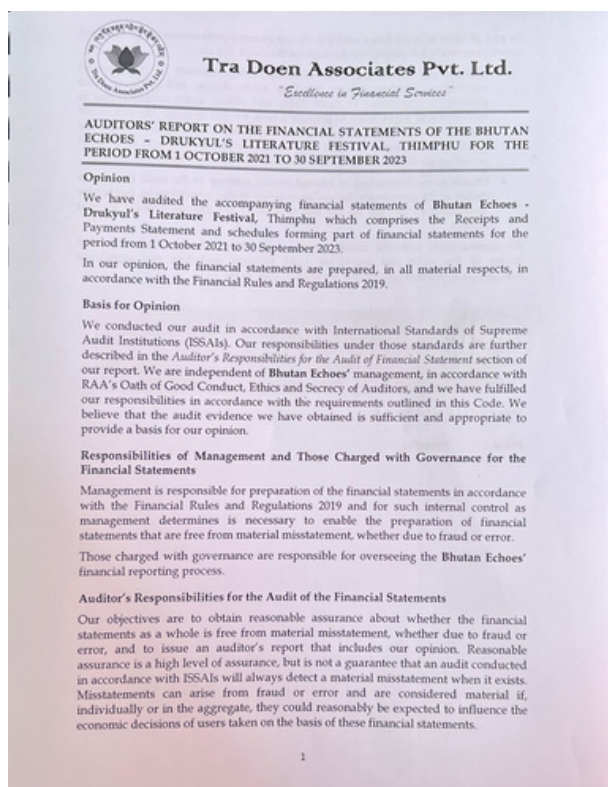 Tra Doen Associates Pvt. Ltd.
Tra Doen Associates Pvt. Ltd.
"Excellence in Financial Services"
AUDITORS' REPORT ON THE FINANCIAL STATEMENTS OF THE BHUTAN
ECHOES – DRUKYUL'S LITERATURE FESTIVAL, THIMPHU FOR THE
PERIOD FROM 1 OCTOBER 2021 TO 30 SEPTEMBER 2023
Opinion
We have audited the accompanying financial statements of Bhutan Echoes -
Drukyul's Literature Festival, Thimphu which comprises the Receipts and
Payments Statement and schedules forming part of financial statements for the
period from 1 October 2021 to 30 September 2023.
In our opinion, the financial statements are prepared, in all material respects, in
accordance with the Financial Rules and Regulations 2019.
Basis for Opinion
We conducted our audit in accordance with International Standards of Supreme
Audit Institutions (ISSAIs). Our responsibilities under those standards are further
described in the Auditor's Responsibilities for the Audit of Financial Statement section of
our report. We are independent of Bhutan Echoes' management, in accordance with
RAA's Oath of Good Conduct, Ethics and Secrecy of Auditors, and we have fulfilled
our responsibilities in accordance with the requirements outlined in this Code. We
believe that the audit evidence we have obtained is sufficient and appropriate to
provide a basis for our opinion.
Responsibilities of Management and Those Charged with Governance for the
Financial Statements
Management is responsible for preparation of the financial statements in accordance
with the Financial Rules and Regulations 2019 and for such internal control as
management determines is necessary to enable the preparation of financial
statements that are free from material misstatement, whether due to fraud or error.
Those charged with governance are responsible for overseeing the Bhutan Echoes'
financial reporting process.
Auditor's Responsibilities for the Audit of the Financial Statements
Our objectives are to obtain reasonable assurance about whether the financial
statements as a whole is free from material misstatement, whether due to fraud or
error, and to issue an auditor's report that includes our opinion. Reasonable
assurance is a high level of assurance, but is not a guarantee that an audit conducted
in accordance with ISSAIs will always detect a material misstatement when it exists.
Misstatements can arise from fraud or error and are considered material if,
individually or in the aggregate, they could reasonably be expected to influence the
economic decisions of users taken on the basis of these financial statements.
1